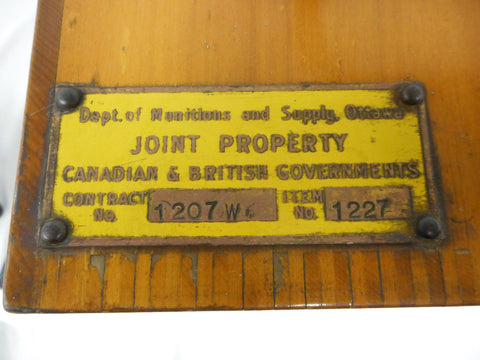 Dept. of Munitions and Supply, Ottawa
JOINT PROPERTY
CANADIAN & BRITISH GOVERNMENTS
CONTRACT No. 1207 W ITEM NO. 1227